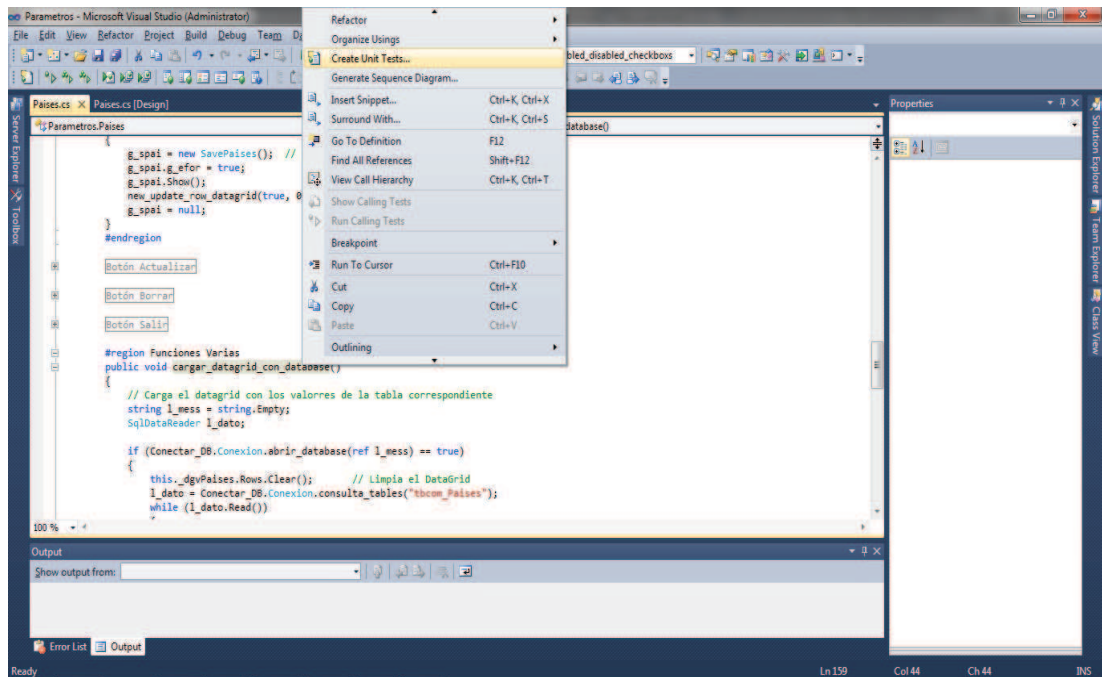 Parametros - Microsoft Visual Studio (Administrator)
File Edit View Refactor Project Build Debug Team
bled_disabled_checkboxs
Paises.cs X Paises.cs [Design]
Parametros.Paises
database()
{
g_spai = new SavePaises(); //
g_spai.g_efor = true;
g_spai.Show();
new_update_row_datagrid(true, 0
g_spai = null;
}
#endregion
Botón Actualizar
Botón Borrar
Botón Salir
#region Funciones Varias
public void cargar_datagrid_con_database()
{
// Carga el datagrid con los valorres de la tabla correspondiente
string l_mess = string.Empty;
SqlDataReader l_dato;
if (Conectar_DB.Conexion.abrir_database(ref l_mess) == true)
{
this._dgvPaises.Rows.Clear(); // Limpia el DataGrid
l_dato = Conectar_DB.Conexion.consulta_tables("tbcom_Paises");
while (l_dato.Read())
100 %
Refactor
Organize Usings
Create Unit Tests...
Generate Sequence Diagram...
Insert Snippet... Ctrl+K, Ctrl+X
Surround With... Ctrl+K, Ctrl+S
Go To Definition F12
Find All References Shift+F12
View Call Hierarchy Ctrl+K, Ctrl+T
Show Calling Tests
Run Calling Tests
Breakpoint
Run To Cursor Ctrl+F10
Cut Ctrl+X
Copy Ctrl+C
Paste Ctrl+V
Outlining
Properties
Server Explorer
Toolbox
Solution Explorer
Team Explorer
Class View
Output
Show output from:
Error List Output
Ready Ln 159 Col 44 Ch 44 INS